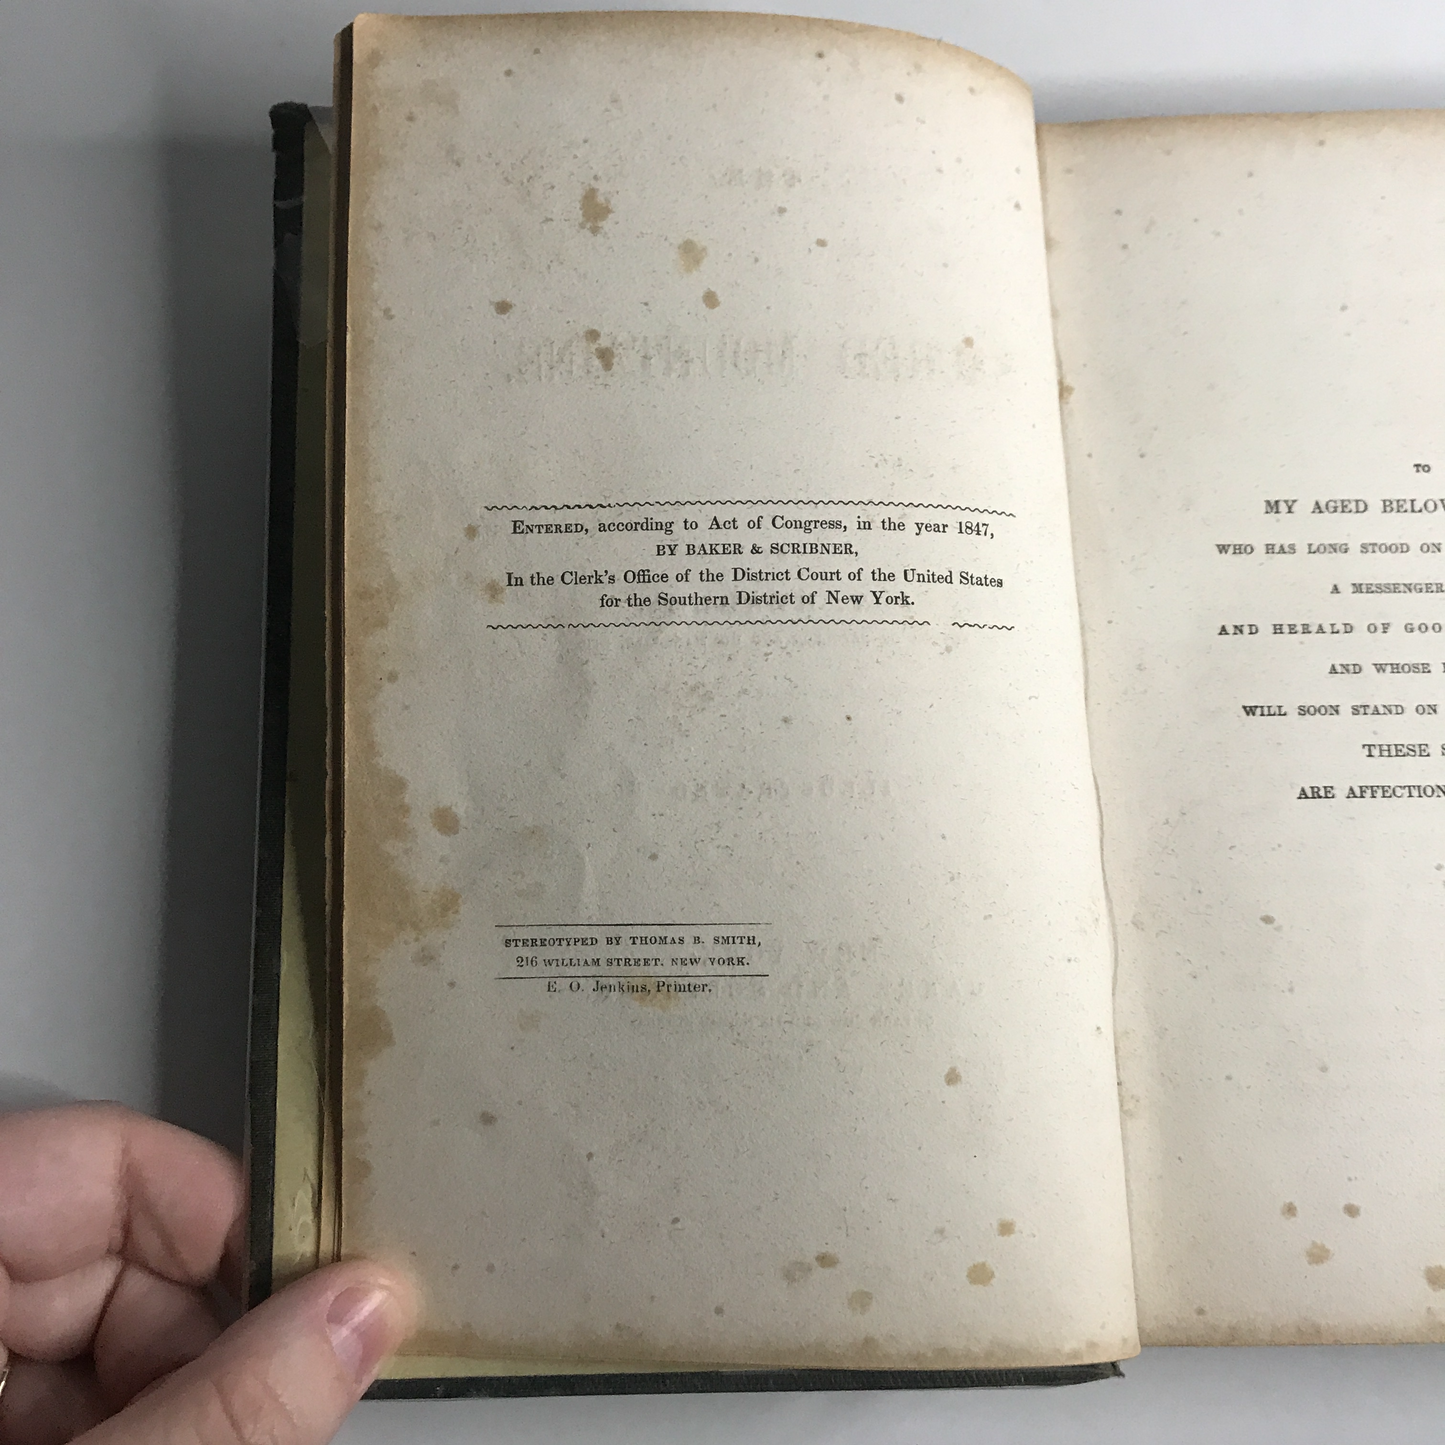 Entered, according to Act of Congress, in the year 1847,
BY BAKER & SCRIBNER,
In the Clerk's Office of the District Court of the United States
for the Southern District of New York.
STEREOTYPED BY THOMAS B. SMITH,
216 WILLIAM STREET, NEW YORK.
E. O. Jenkins, Printer.
TO
MY AGED
WHO HAS LONG STOOD ON
A MESSENGER
AND HERALD OF
AND WHOSE
WILL SOON STAND ON
THESE
ARE